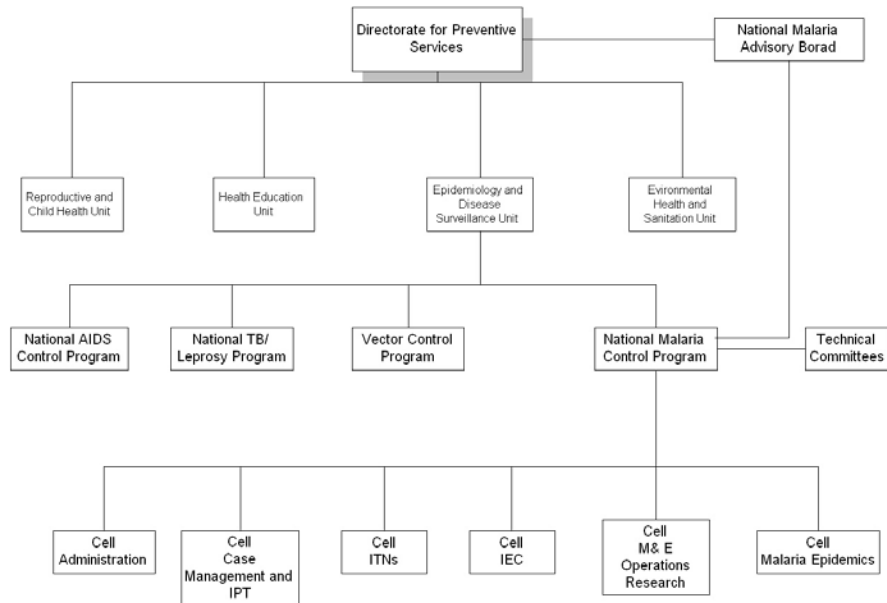 Directorate for Preventive
Services
National Malaria
Advisory Borad
Reproductive and
Child Health Unit
Health Education
Unit
Epidemiology and
Disease
Surveillance Unit
Evironmental
Health and
Sanitation Unit
National AIDS
Control Program
National TB/
Leprosy Program
Vector Control
Program
National Malaria
Control Program
Technical
Committees
Cell
Administration
Cell
Case
Management and
IPT
Cell
ITNs
Cell
IEC
Cell
M& E
Operations
Research
Cell
Malaria Epidemics